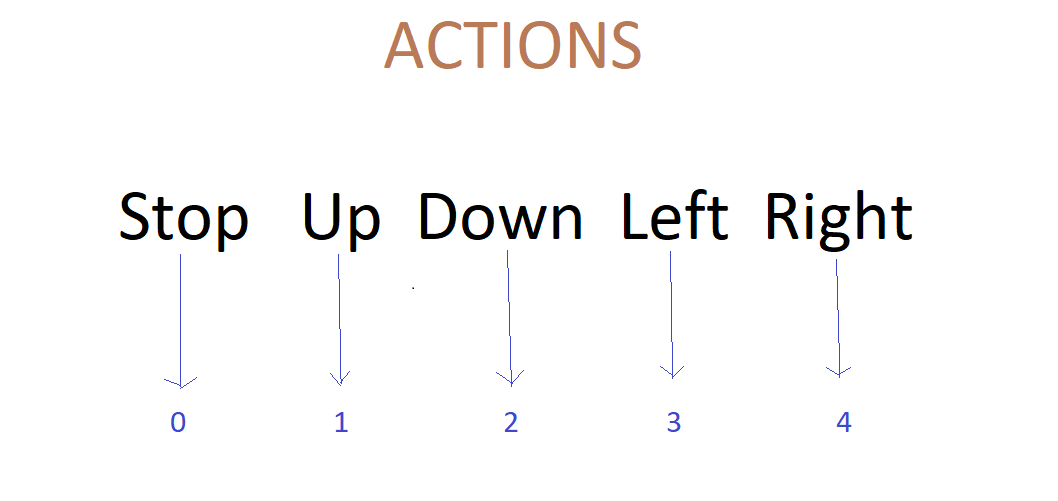 ACTIONS
Stop Up Down Left Right
0 1 2 3 4